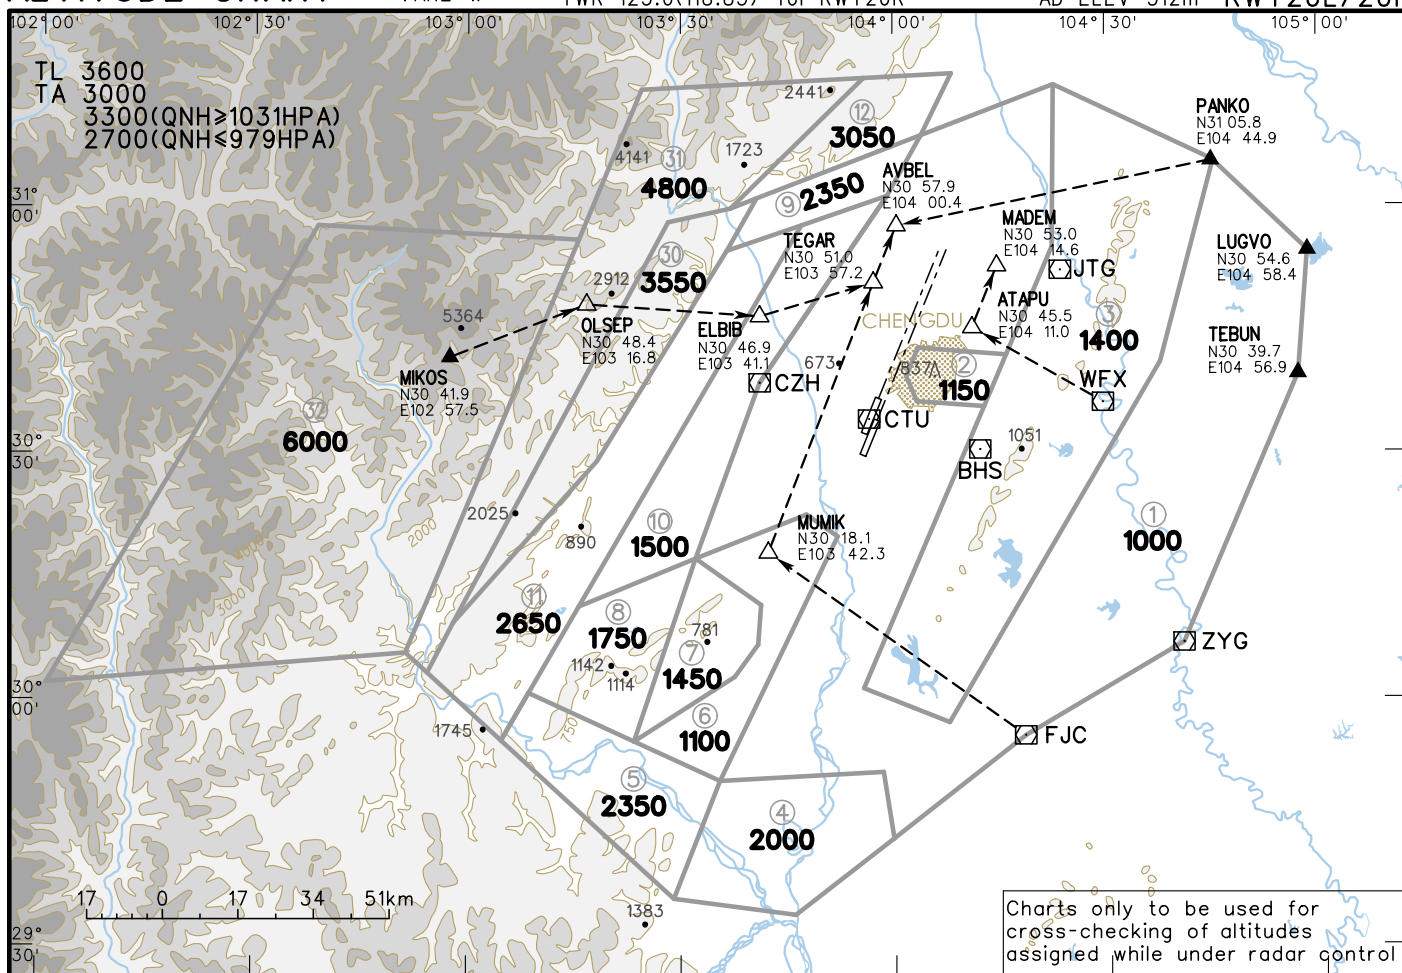 102°00'
102°30'
103°00'
103°30'
104°00'
104°30'
105°00'
TL 3600
TA 3000
3300(QNH≥1031HPA)
2700(QNH≤979HPA)
31°
00'
30°
30'
30°
00'
29°
30'
2441
4141
31
4800
1723
12
3050
9
2350
AVBEL
N30 57.9
E104 00.4
PANKO
N31 05.8
E104 44.9
MADEM
N30 53.0
E104 14.6
JTG
LUGVO
N30 54.6
E104 58.4
TEGAR
N30 51.0
E103 57.2
30
3550
2912
5364
OLSEP
N30 48.4
E103 16.8
ELBIB
N30 46.9
E103 41.1
CHENGDU
ATAPU
N30 45.5
E104 11.0
3
1400
TEBUN
N30 39.7
E104 56.9
MIKOS
N30 41.9
E102 57.5
673
837
2
1150
WFX
CZH
CTU
BHS
1051
32
6000
2025
890
2000
4000
3000
10
1500
MUMIK
N30 18.1
E103 42.3
1
1000
11
2650
8
1750
781
7
1450
1142
1114
750
ZYG
6
1100
1745
FJC
5
2350
4
2000
1383
17 0 17 34 51km
Charts only to be used for
cross-checking of altitudes
assigned while under radar control